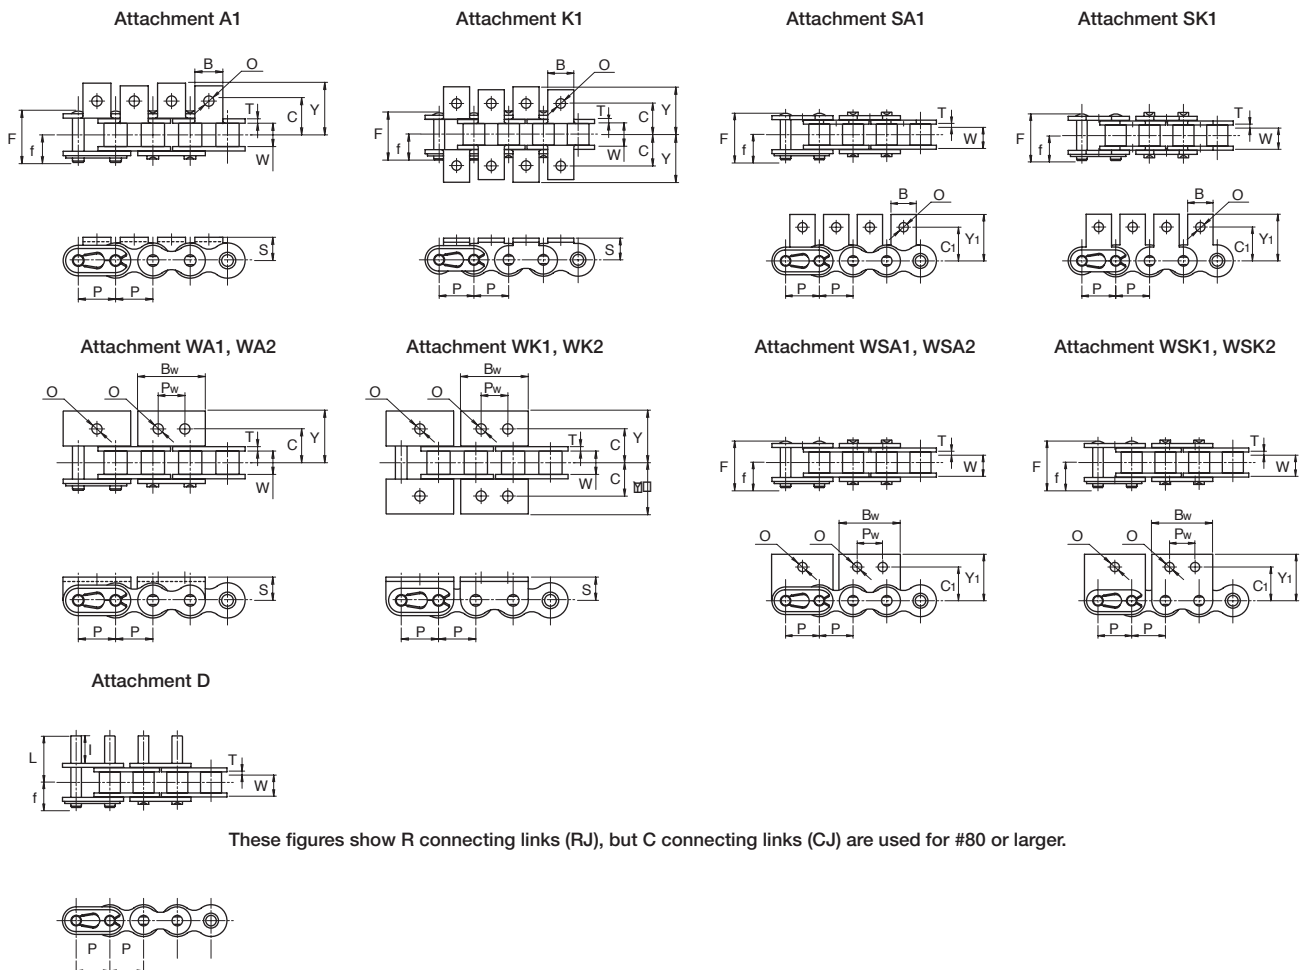 Attachment A1
Attachment K1
Attachment SA1
Attachment SK1
B O
T C Y
F f W
S
P P
B O
T C Y
F f W C Y
S
P P
T
F f W
B O
C1 Y1
P P
T
F f W
B O
C1 Y1
P P
Attachment WA1, WA2
Attachment WK1, WK2
Attachment WSA1, WSA2
Attachment WSK1, WSK2
Bw
O O Pw
T C Y
W
S
P P
Bw
O O Pw
T C Y
W C
S
P P
T
F f W
Bw
O O Pw
C1 Y1
P P
T
F f W
Bw
O O Pw
C1 Y1
P P
Attachment D
L l T
f W
These figures show R connecting links (RJ), but C connecting links (CJ) are used for #80 or larger.
P P